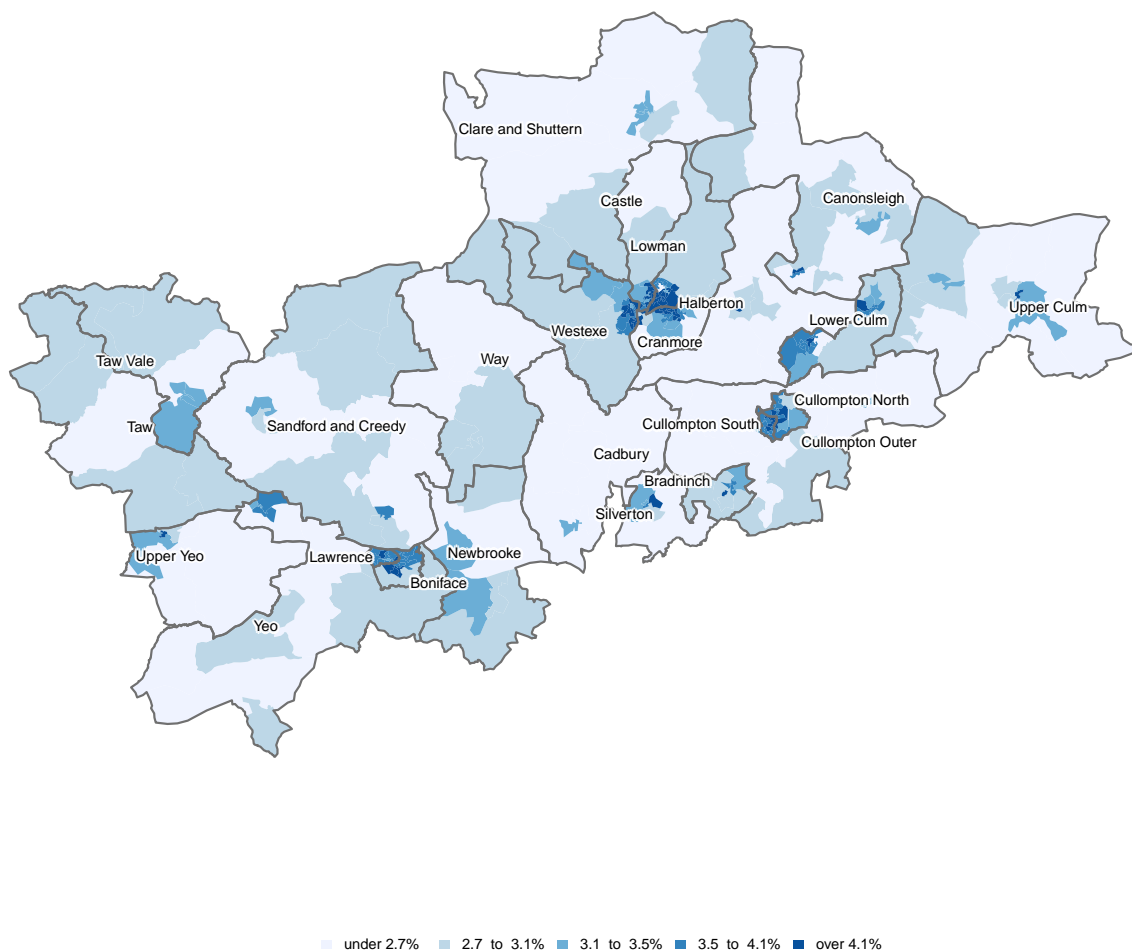 Clare and Shuttern
Castle
Canonsleigh
Lowman
Halberton
Upper Culm
Lower Culm
Westexe
Cranmore
Way
Taw Vale
Cullompton North
Taw
Sandford and Creedy
Cullompton South
Cullompton Outer
Cadbury
Bradninch
Silverton
Upper Yeo
Lawrence
Newbrooke
Boniface
Yeo
under 2.7% 2.7 to 3.1% 3.1 to 3.5% 3.5 to 4.1% over 4.1%